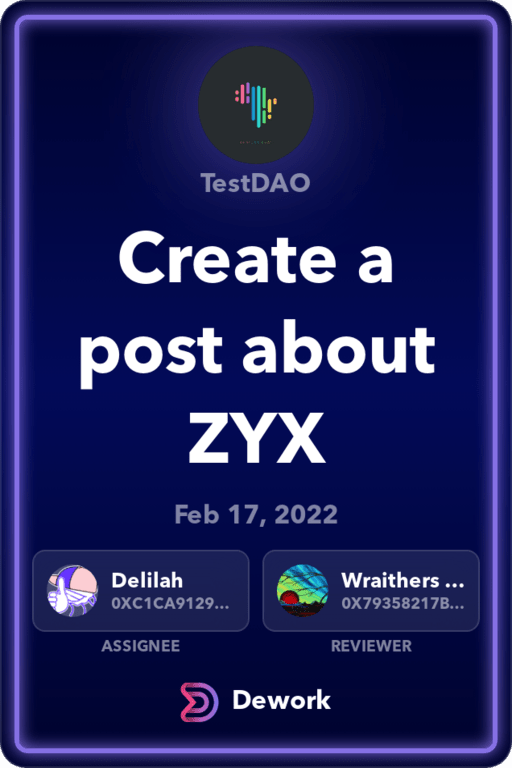 TestDAO
Create a
post about
ZYX
Feb 17, 2022
Delilah
0XC1CA9129...
ASSIGNEE
Wraithers ...
0X79358217B...
REVIEWER
Dework